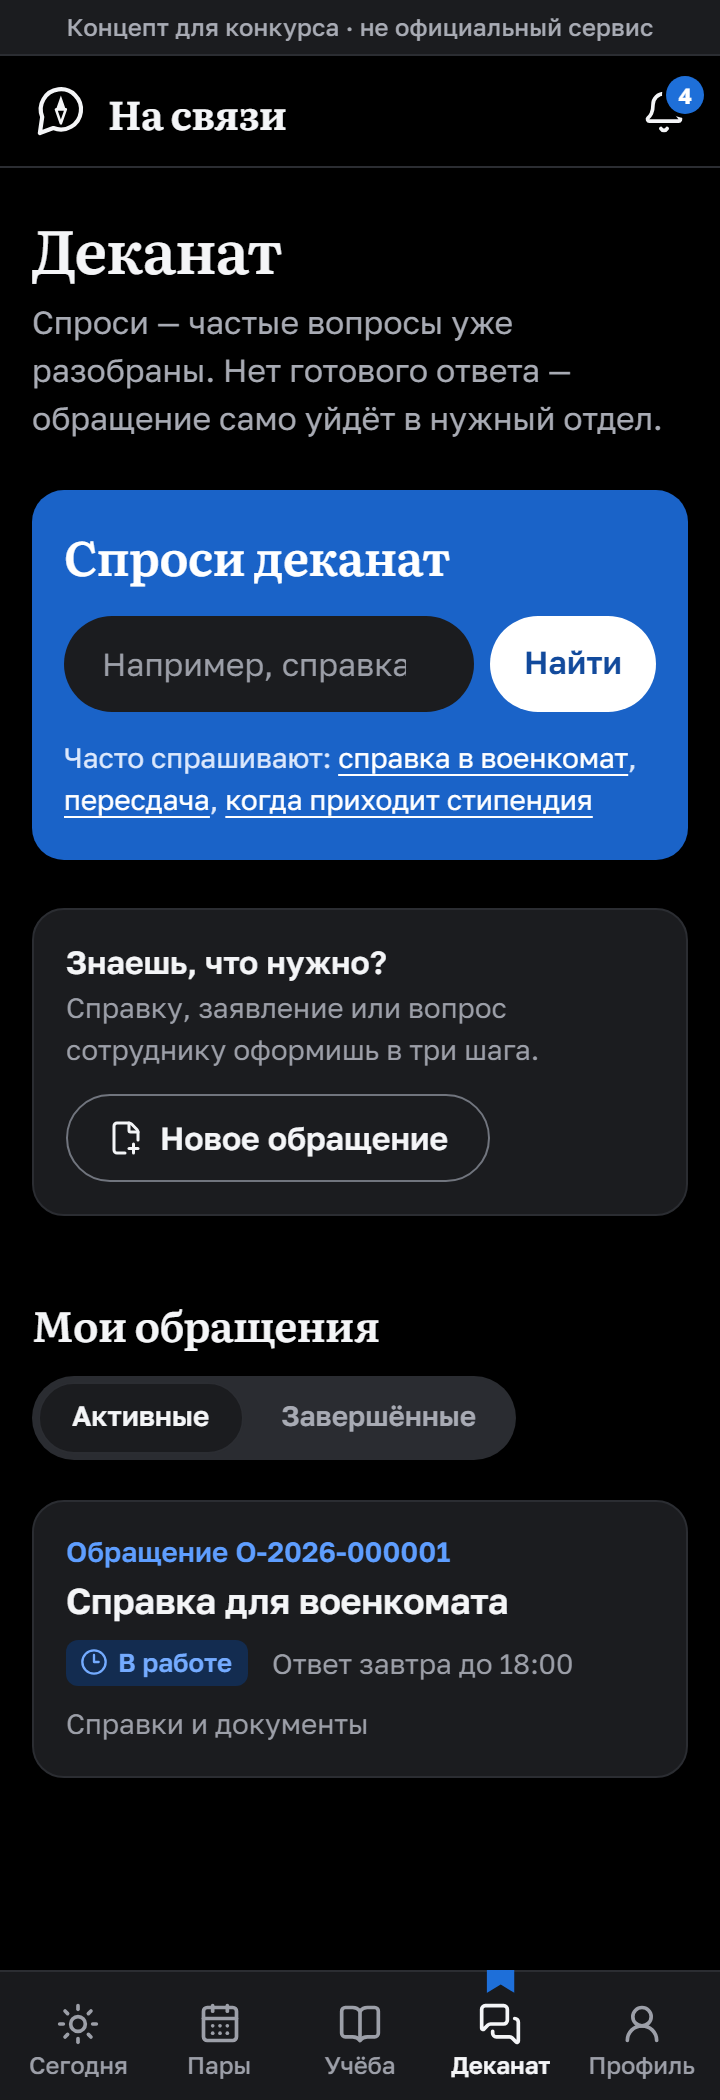 Концепт для конкурса · не официальный сервис
На связи
4
Деканат
Спроси — частые вопросы уже
разобраны. Нет готового ответа —
обращение само уйдёт в нужный отдел.
Спроси деканат
Например, справка
Найти
Часто спрашивают: справка в военкомат,
пересдача, когда приходит стипендия
Знаешь, что нужно?
Справку, заявление или вопрос
сотруднику оформишь в три шага.
Новое обращение
Мои обращения
Активные
Завершённые
Обращение О-2026-000001
Справка для военкомата
В работе
Ответ завтра до 18:00
Справки и документы
Сегодня
Пары
Учёба
Деканат
Профиль